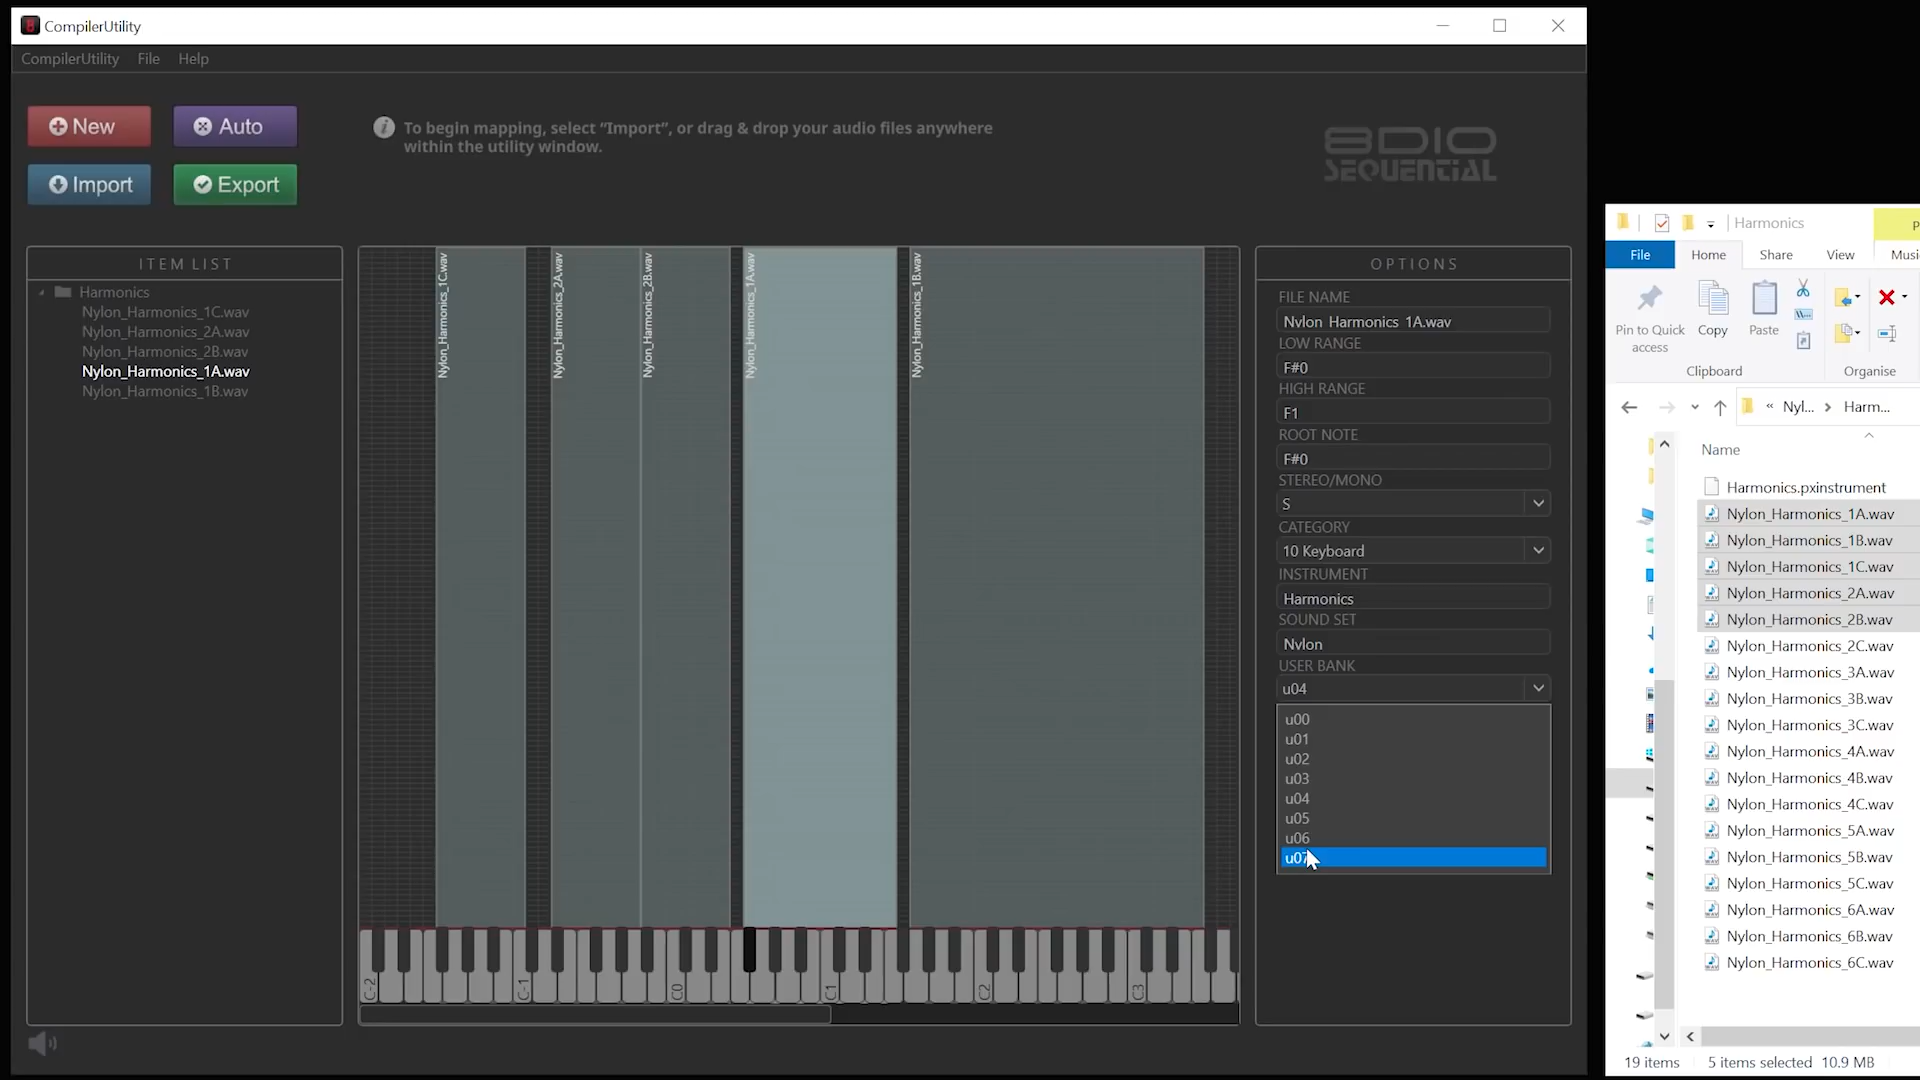 CompilerUtility
CompilerUtility File Help
New
Auto
Import
Export
To begin mapping, select “Import”, or drag & drop your audio files anywhere
within the utility window.
8DIO
SEQUENTIAL
ITEM LIST
Harmonics
Nylon_Harmonics_1C.wav
Nylon_Harmonics_2A.wav
Nylon_Harmonics_2B.wav
Nylon_Harmonics_1A.wav
Nylon_Harmonics_1B.wav
Nylon_Harmonics_1C.wav
Nylon_Harmonics_2A.wav
Nylon_Harmonics_2B.wav
Nylon_Harmonics_1A.wav
Nylon_Harmonics_1B.wav
C-2
C-1
C0
C1
C2
C3
OPTIONS
FILE NAME
Nylon Harmonics 1A.wav
LOW RANGE
F#0
HIGH RANGE
F1
ROOT NOTE
F#0
STEREO/MONO
S
CATEGORY
10 Keyboard
INSTRUMENT
Harmonics
SOUND SET
Nylon
USER BANK
u04
u00
u01
u02
u03
u04
u05
u06
u07
Harmonics
File Home Share View Musi
Pin to Quick
access
Copy
Paste
Clipboard
Organise
« Nyl... › Harm...
Name
Harmonics.pxinstrument
Nylon_Harmonics_1A.wav
Nylon_Harmonics_1B.wav
Nylon_Harmonics_1C.wav
Nylon_Harmonics_2A.wav
Nylon_Harmonics_2B.wav
Nylon_Harmonics_2C.wav
Nylon_Harmonics_3A.wav
Nylon_Harmonics_3B.wav
Nylon_Harmonics_3C.wav
Nylon_Harmonics_4A.wav
Nylon_Harmonics_4B.wav
Nylon_Harmonics_4C.wav
Nylon_Harmonics_5A.wav
Nylon_Harmonics_5B.wav
Nylon_Harmonics_5C.wav
Nylon_Harmonics_6A.wav
Nylon_Harmonics_6B.wav
Nylon_Harmonics_6C.wav
19 items 5 items selected 10.9 MB